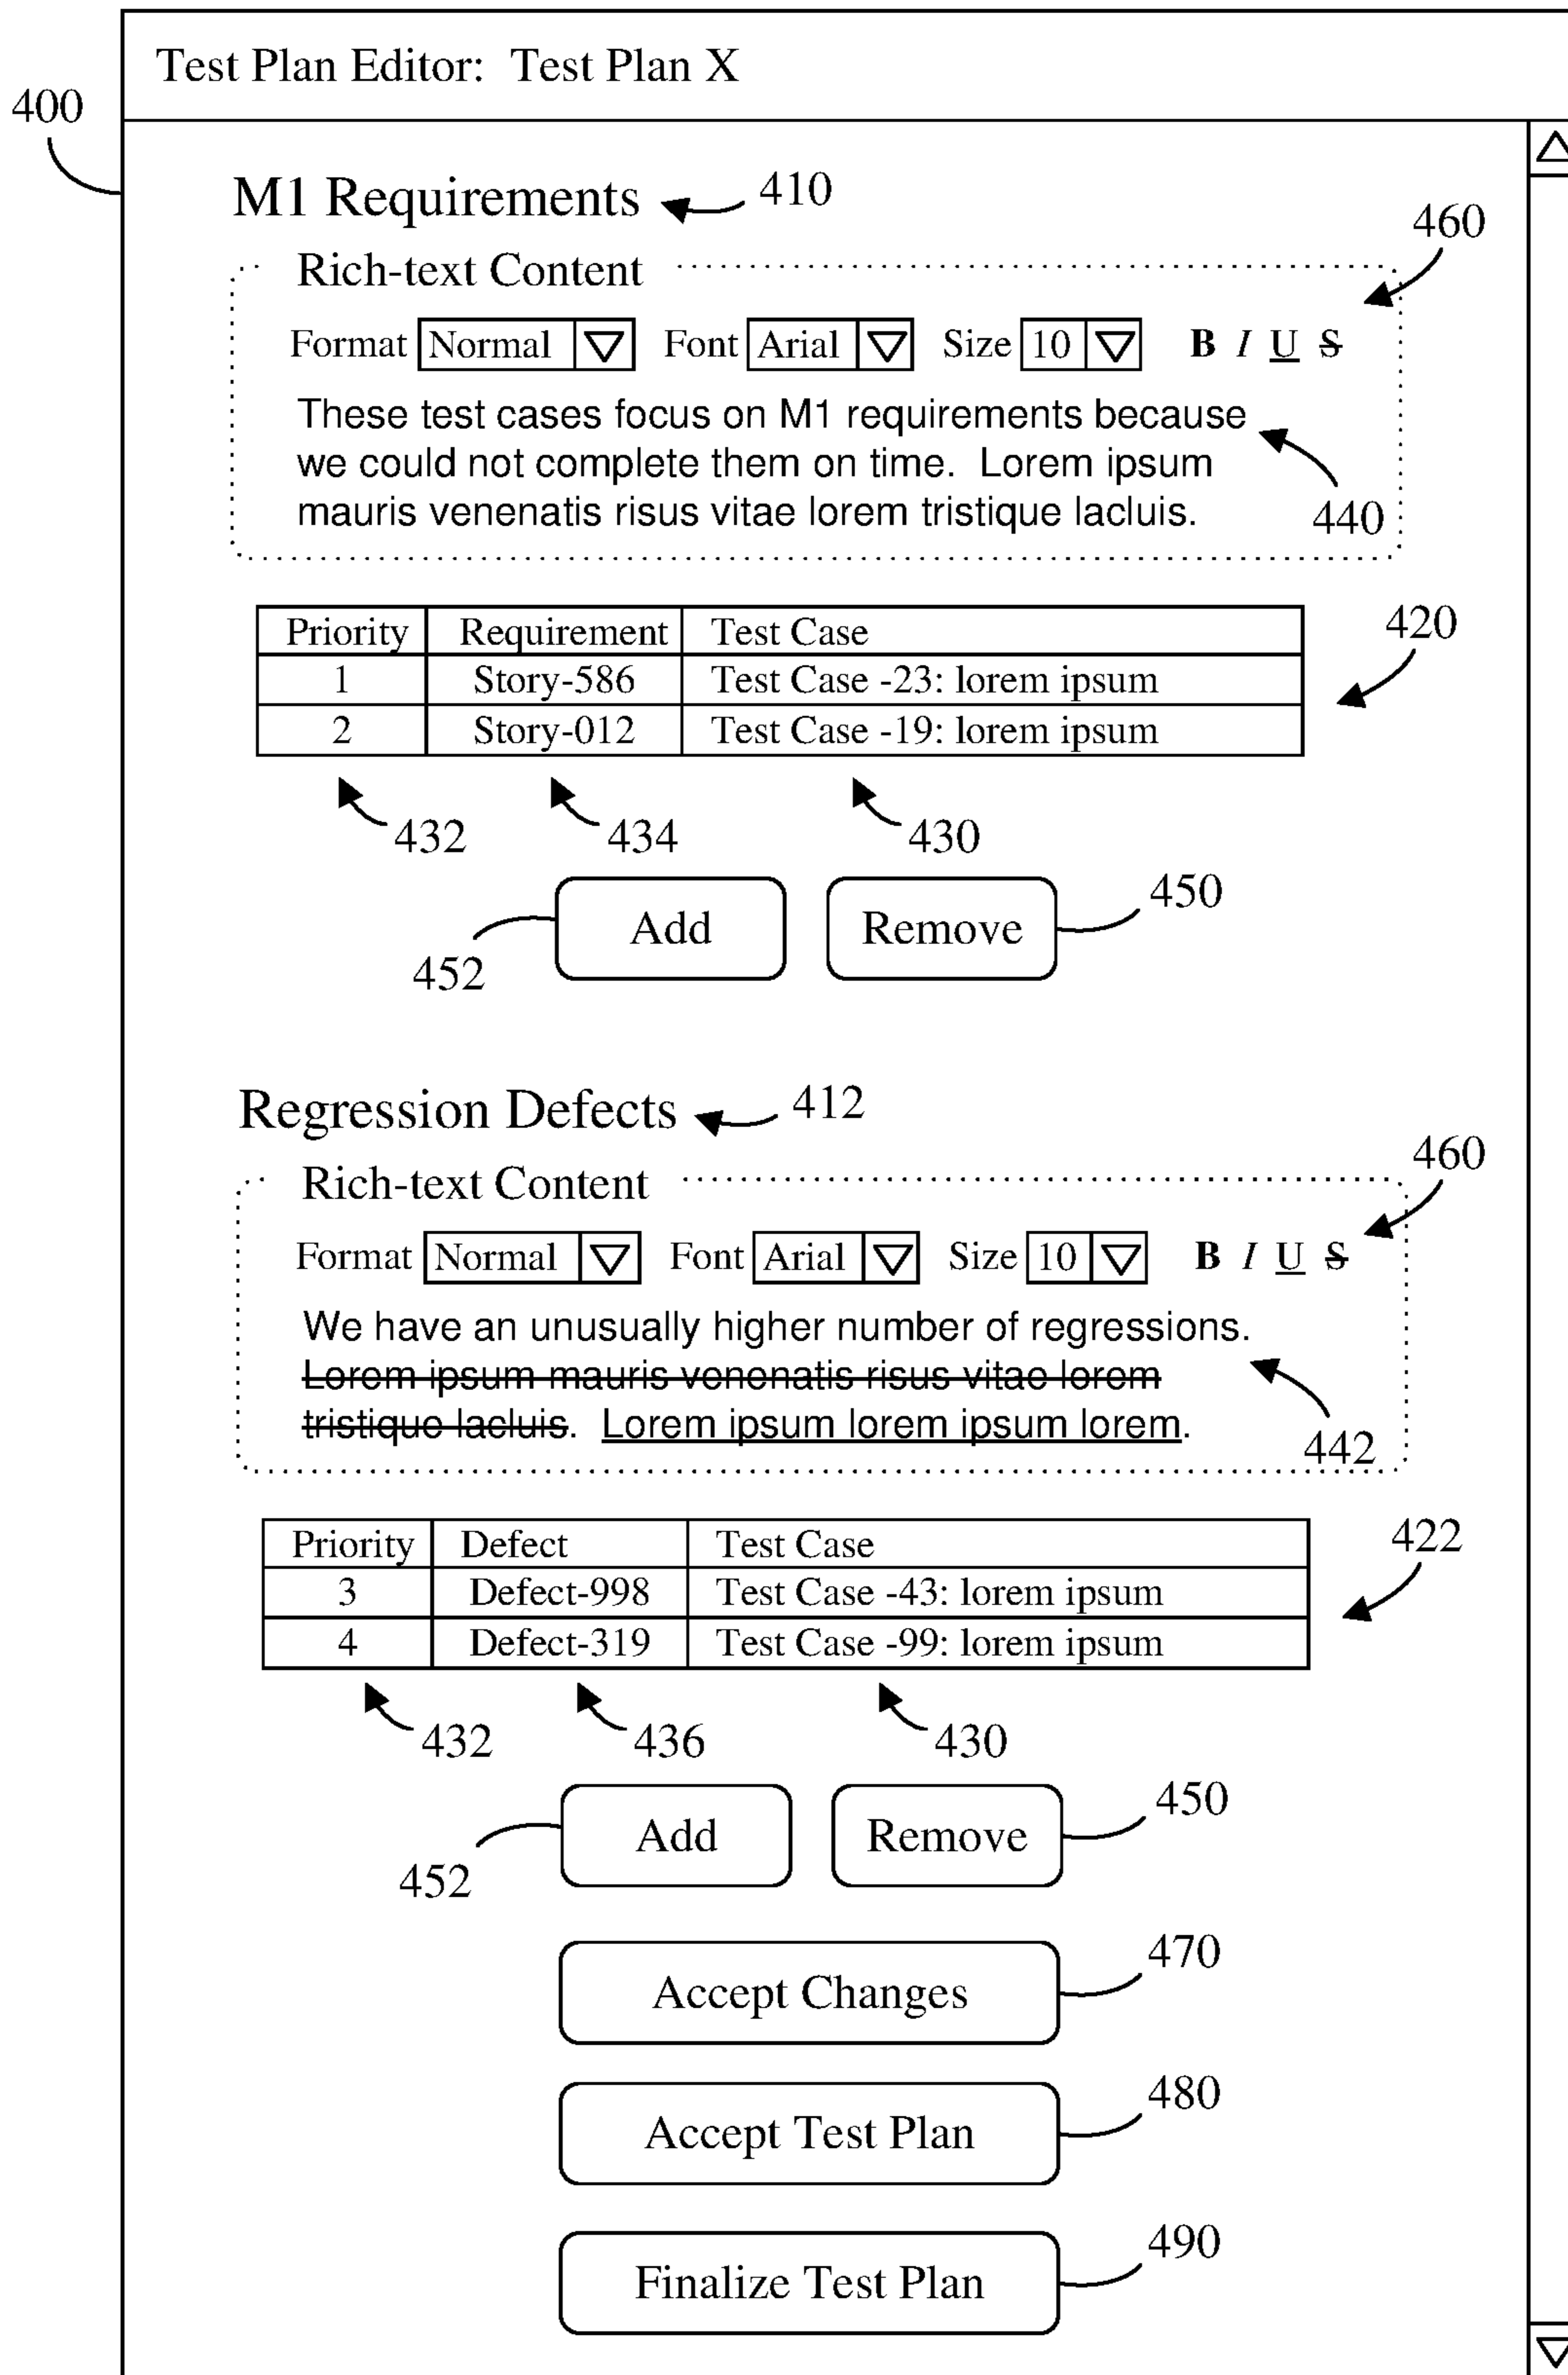 Test Plan Editor: Test Plan X
400
M1 Requirements 410
460
Rich-text Content
Format Normal Font Arial Size 10 B I U S
These test cases focus on M1 requirements because
we could not complete them on time. Lorem ipsum
mauris venenatis risus vitae lorem tristique lacluis.
440
420
Priority Requirement Test Case
1 Story-586 Test Case -23: lorem ipsum
2 Story-012 Test Case -19: lorem ipsum
432 434 430
450
Add Remove
452
Regression Defects 412
460
Rich-text Content
Format Normal Font Arial Size 10 B I U S
We have an unusually higher number of regressions.
Lorem ipsum mauris venenatis risus vitae lorem
tristique lacluis. Lorem ipsum lorem ipsum lorem.
442
422
Priority Defect Test Case
3 Defect-998 Test Case -43: lorem ipsum
4 Defect-319 Test Case -99: lorem ipsum
432 436 430
450
Add Remove
452
470
Accept Changes
480
Accept Test Plan
490
Finalize Test Plan